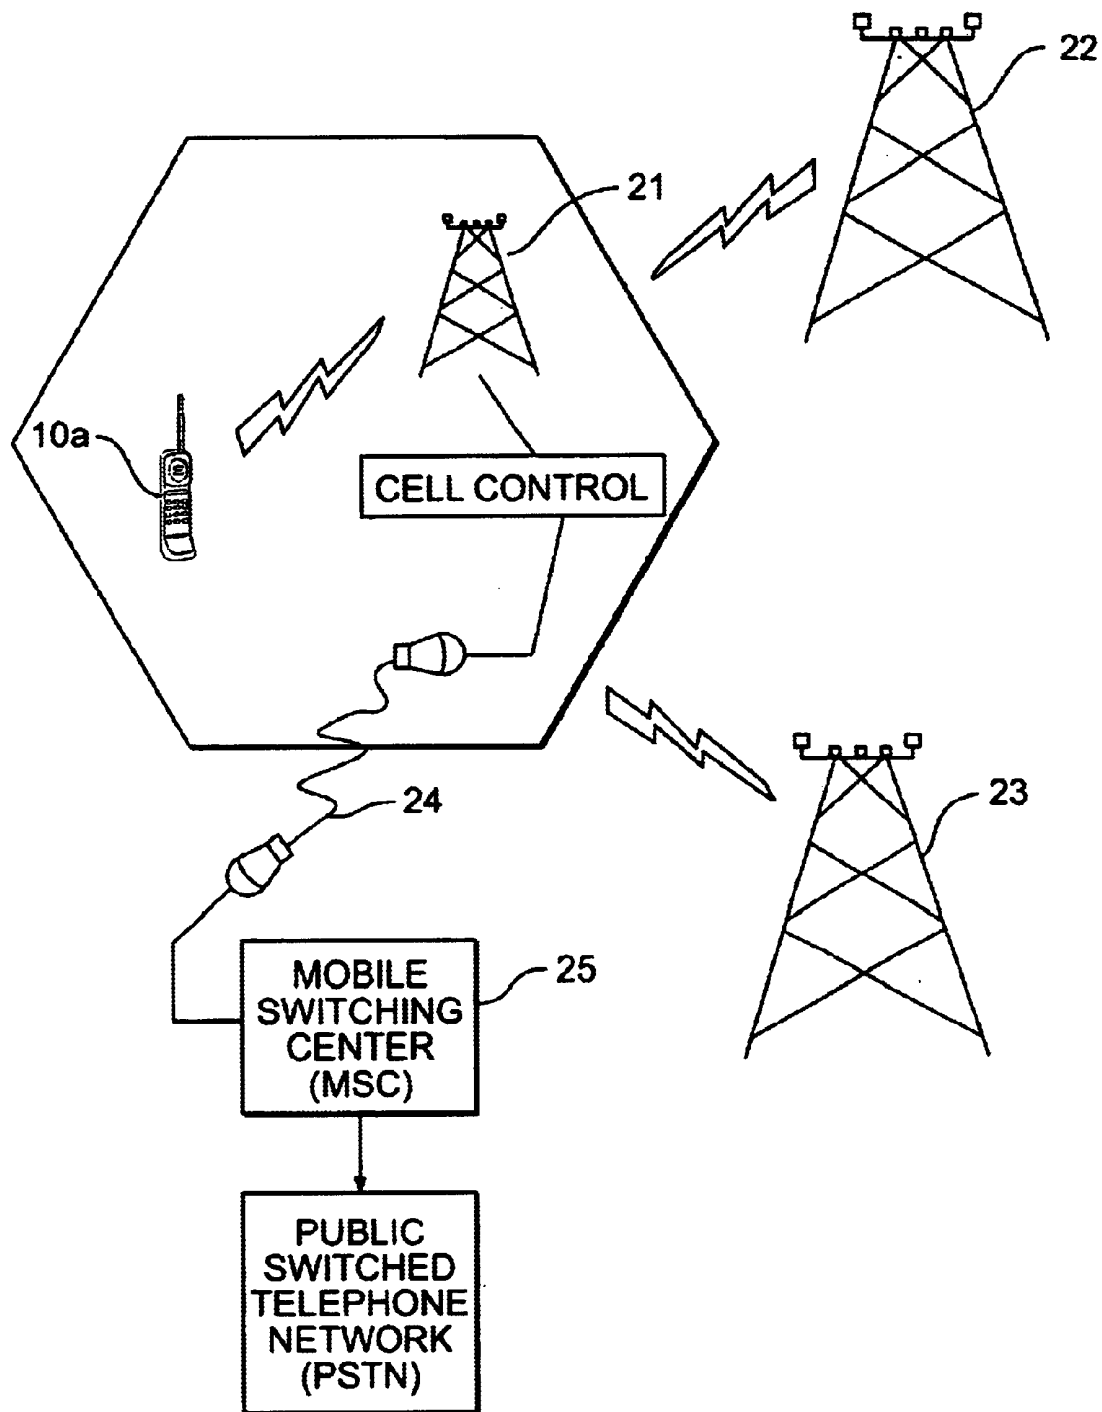 22
21
10a
CELL CONTROL
24
23
25
MOBILE
SWITCHING
CENTER
(MSC)
PUBLIC
SWITCHED
TELEPHONE
NETWORK
(PSTN)